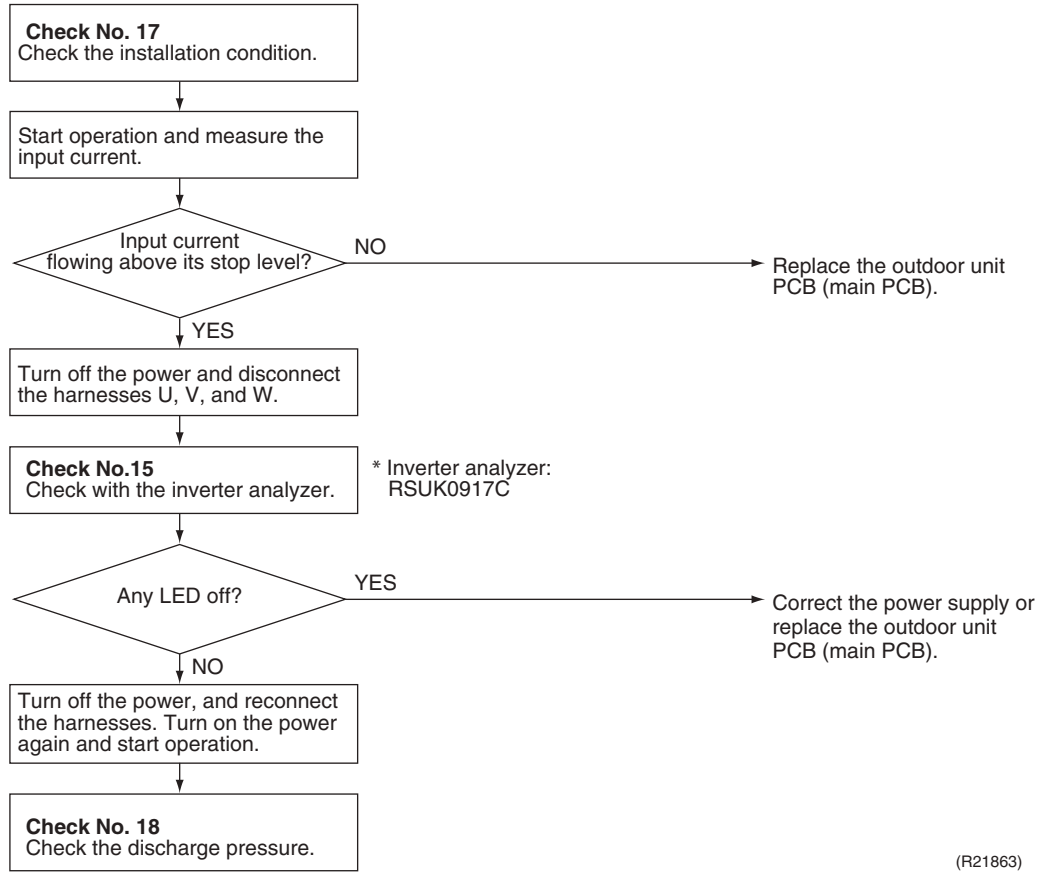 Check No. 17
Check the installation condition.
Start operation and measure the
input current.
Input current
flowing above its stop level?
NO
Replace the outdoor unit
PCB (main PCB).
YES
Turn off the power and disconnect
the harnesses U, V, and W.
Check No.15
Check with the inverter analyzer.
* Inverter analyzer:
RSUK0917C
Any LED off?
YES
Correct the power supply or
replace the outdoor unit
PCB (main PCB).
NO
Turn off the power, and reconnect
the harnesses. Turn on the power
again and start operation.
Check No. 18
Check the discharge pressure.
(R21863)